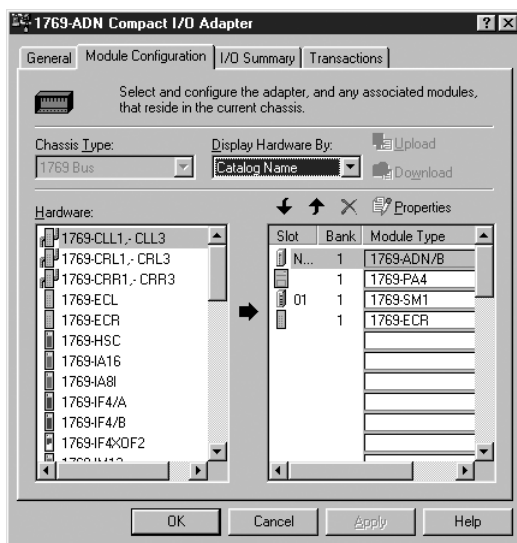 1769-ADN Compact I/O Adapter
General Module Configuration I/O Summary Transactions
Select and configure the adapter, and any associated modules,
that reside in the current chassis.
Chassis Type:
1769 Bus
Display Hardware By:
Catalog Name
Upload
Download
Hardware:
1769-CLL1,- CLL3
1769-CRL1,- CRL3
1769-CRR1,- CRR3
1769-ECL
1769-ECR
1769-HSC
1769-IA16
1769-IA8I
1769-IF4/A
1769-IF4/B
1769-IF4XOF2
Properties
Slot Bank Module Type
N... 1 1769-ADN/B
1 1769-PA4
01 1 1769-SM1
1 1769-ECR
OK Cancel Apply Help